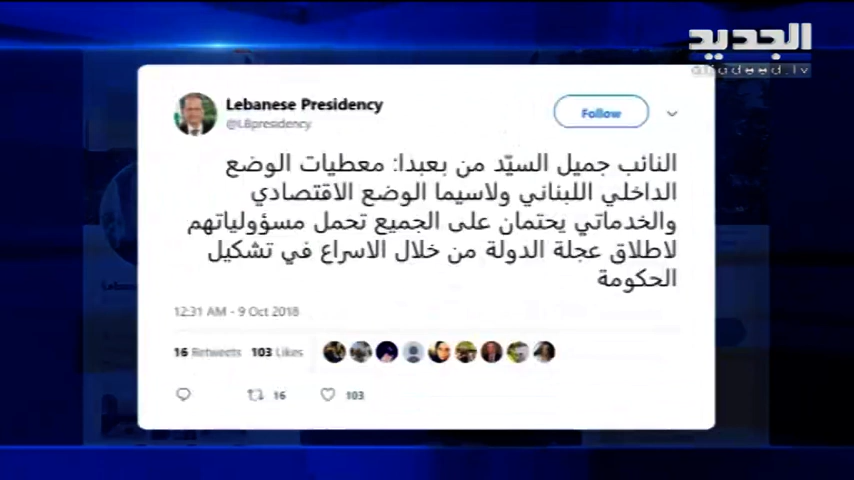 الجديد
aljadeed.tv
Lebanese Presidency
@LBpresidency
Follow
النائب جميل السيّد من بعبدا: معطيات الوضع
الداخلي اللبناني ولاسيما الوضع الاقتصادي
والخدماتي يحتمان على الجميع تحمل مسؤولياتهم
لاطلاق عجلة الدولة من خلال الاسراع في تشكيل
الحكومة
12:31 AM - 9 Oct 2018
16 Retweets 103 Likes
16 103